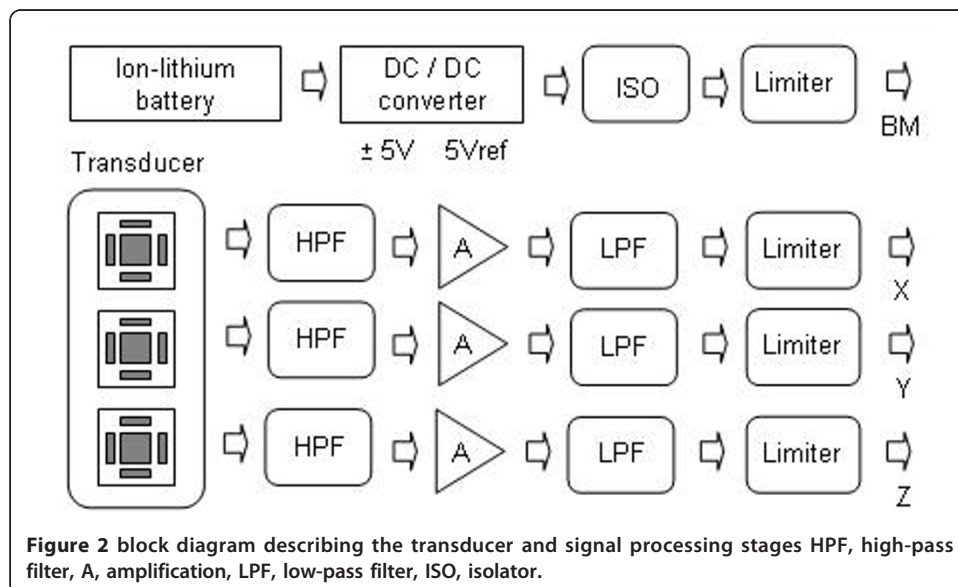 Ion-lithium
battery
DC / DC
converter
ISO
Limiter
BM
± 5V 5Vref
Transducer
HPF A LPF Limiter
X
HPF A LPF Limiter
Y
HPF A LPF Limiter
Z
Figure 2 block diagram describing the transducer and signal processing stages HPF, high-pass
filter, A, amplification, LPF, low-pass filter, ISO, isolator.